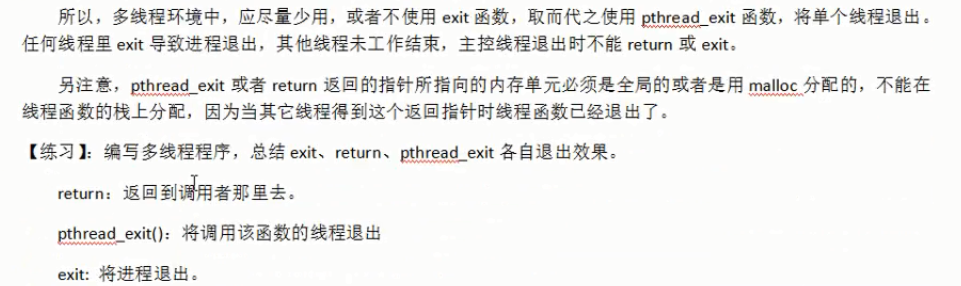 所以，多线程环境中，应尽量少用，或者不使用 exit 函数，取而代之使用 pthread_exit 函数，将单个线程退出。
任何线程里 exit 导致进程退出，其他线程未工作结束，主控线程退出时不能 return 或 exit。
另注意，pthread_exit 或者 return 返回的指针所指向的内存单元必须是全局的或者是用 malloc 分配的，不能在
线程函数的栈上分配，因为当其它线程得到这个返回指针时线程函数已经退出了。
【练习】：编写多线程程序，总结 exit、return、pthread_exit 各自退出效果。
return：返回到调用者那里去。
pthread_exit()：将调用该函数的线程退出
exit: 将进程退出。